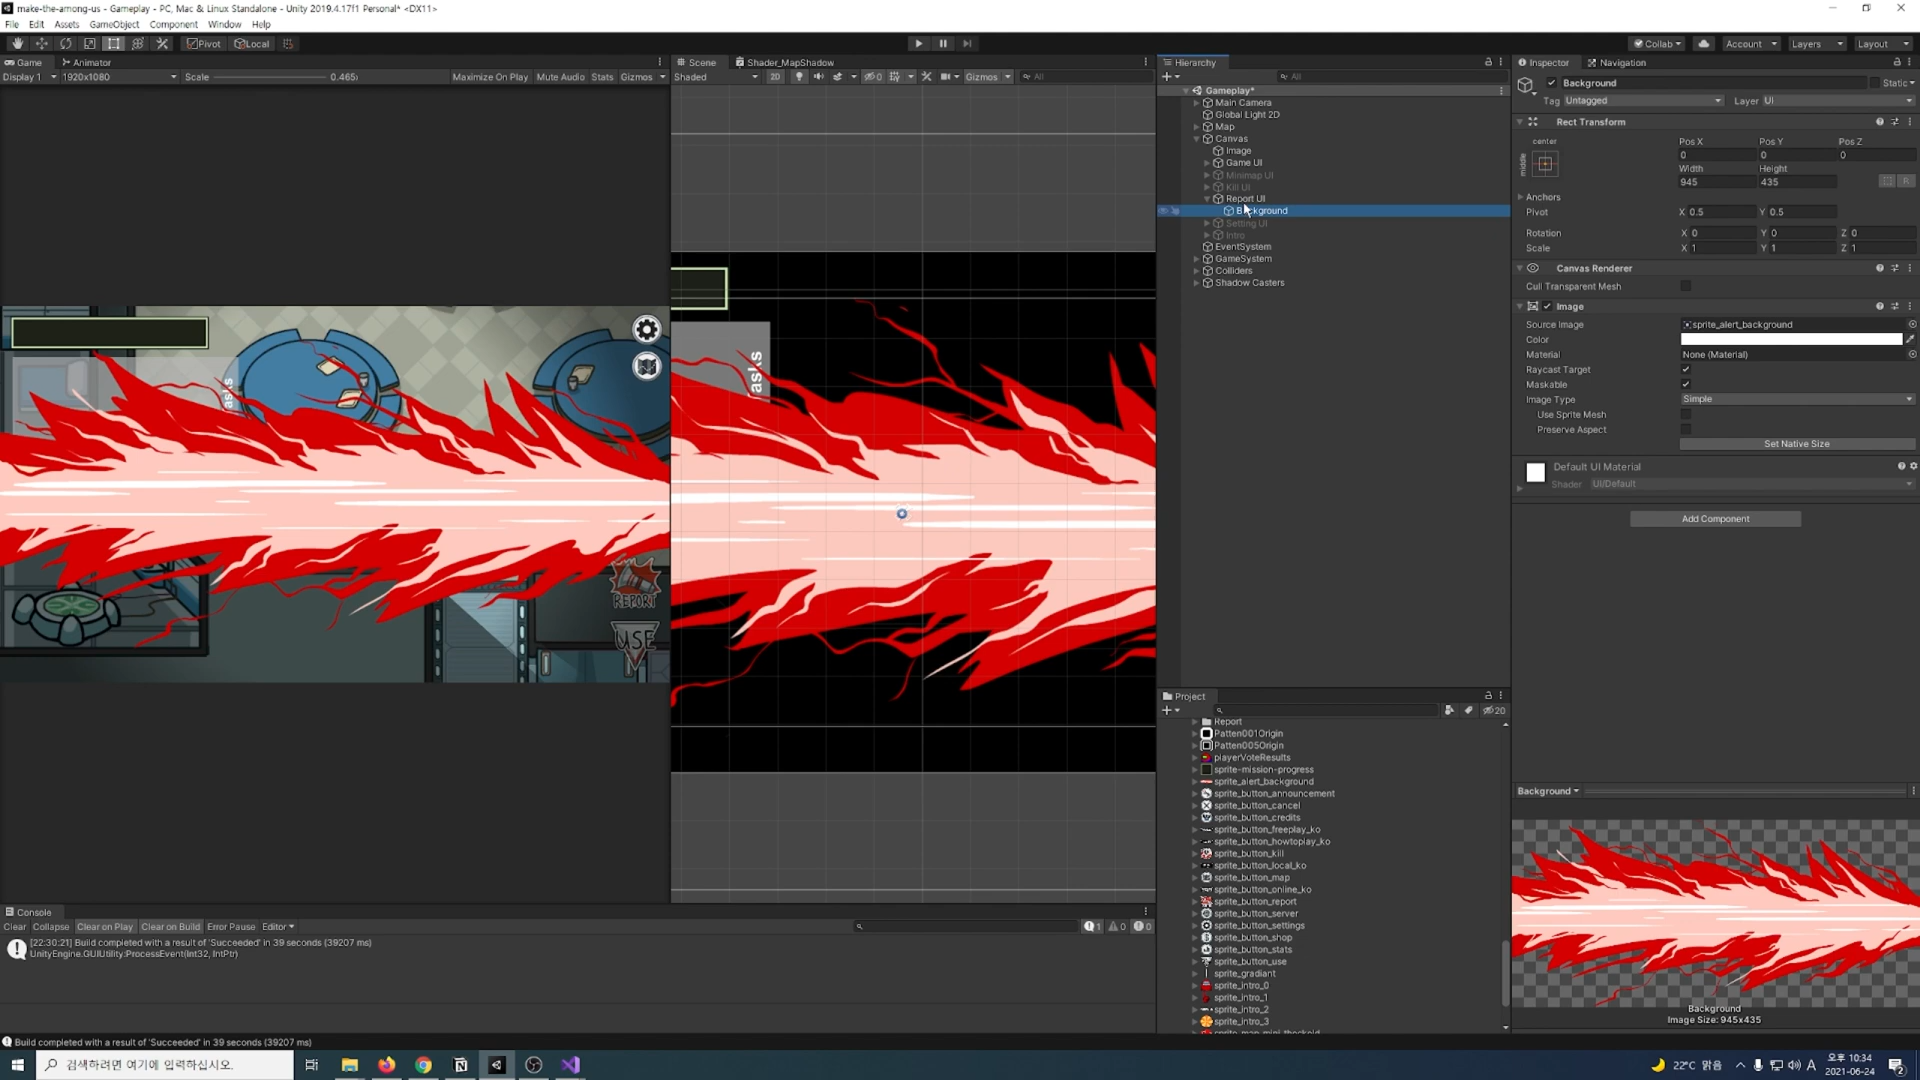 make-the-among-us - Gameplay - PC, Mac & Linux Standalone - Unity 2019.4.17f1 Personal* <DX11>
File Edit Assets GameObject Component Window Help
Pivot Local
Collab Account Layers Layout
Game Animator
Display 1 1920x1080 Scale 0.465x Maximize On Play Mute Audio Stats Gizmos
Tasks
REPORT
USE
Scene Shader_MapShadow
Shaded 2D 0 Gizmos All
asks
Hierarchy
All
Gameplay*
Main Camera
Global Light 2D
Map
Canvas
Image
Game UI
Minimap UI
Kill UI
Report UI
Background
Setting UI
Intro
EventSystem
GameSystem
Colliders
Shadow Casters
Project
20
Report
Patten001Origin
Patten005Origin
playerVoteResults
sprite-mission-progress
sprite_alert_background
sprite_button_announcement
sprite_button_cancel
sprite_button_credits
sprite_button_freeplay_ko
sprite_button_howtoplay_ko
sprite_button_kill
sprite_button_local_ko
sprite_button_map
sprite_button_online_ko
sprite_button_report
sprite_button_server
sprite_button_settings
sprite_button_shop
sprite_button_stats
sprite_button_use
sprite_gradiant
sprite_intro_0
sprite_intro_1
sprite_intro_2
sprite_intro_3
Inspector Navigation
Background Static
Tag Untagged Layer UI
Rect Transform
center
middle
Pos X Pos Y Pos Z
0 0 0
Width Height
945 435
R
Anchors
Pivot X 0.5 Y 0.5
Rotation X 0 Y 0 Z 0
Scale X 1 Y 1 Z 1
Canvas Renderer
Cull Transparent Mesh
Image
Source Image sprite_alert_background
Color
Material None (Material)
Raycast Target
Maskable
Image Type Simple
Use Sprite Mesh
Preserve Aspect
Set Native Size
Default UI Material
Shader UI/Default
Add Component
Background
Background
Image Size: 945x435
Console
Clear Collapse Clear on Play Clear on Build Error Pause Editor
1 0 0
[22:30:21] Build completed with a result of 'Succeeded' in 39 seconds (39207 ms)
UnityEngine.GUIUtility:ProcessEvent(Int32, IntPtr)
Build completed with a result of 'Succeeded' in 39 seconds (39207 ms)
검색하려면 여기에 입력하십시오.
22℃ 맑음
A
오후 10:34
2021-06-24
2